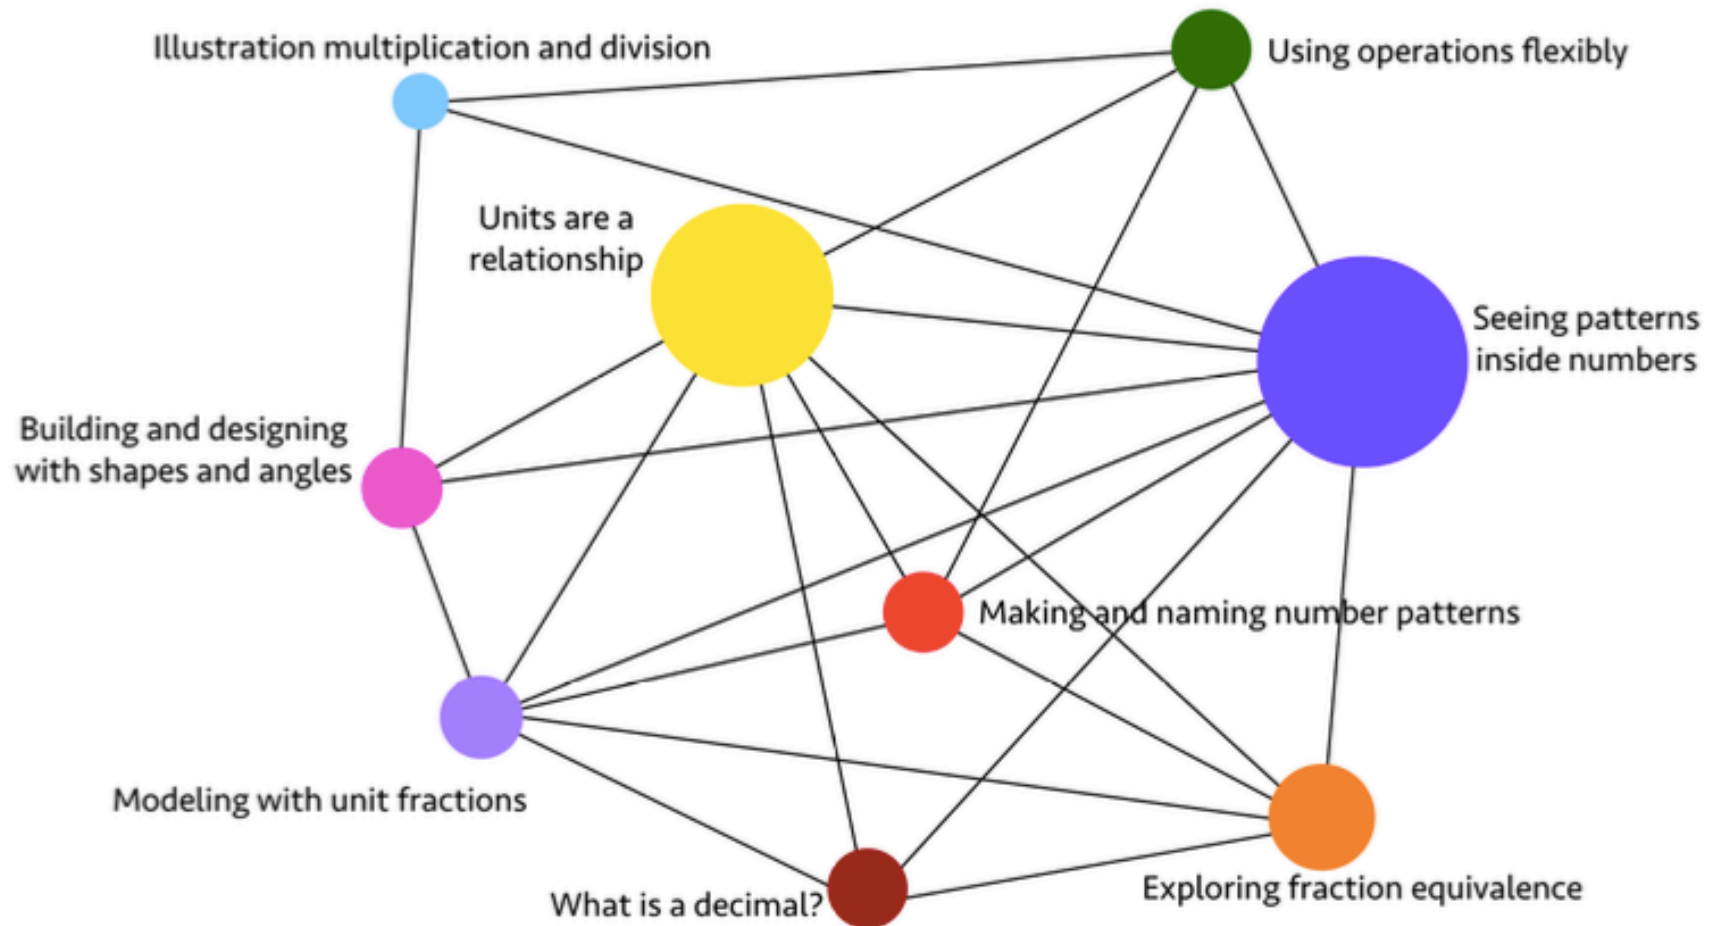 Illustration multiplication and division
Using operations flexibly
Units are a
relationship
Seeing patterns
inside numbers
Building and designing
with shapes and angles
Making and naming number patterns
Modeling with unit fractions
What is a decimal?
Exploring fraction equivalence